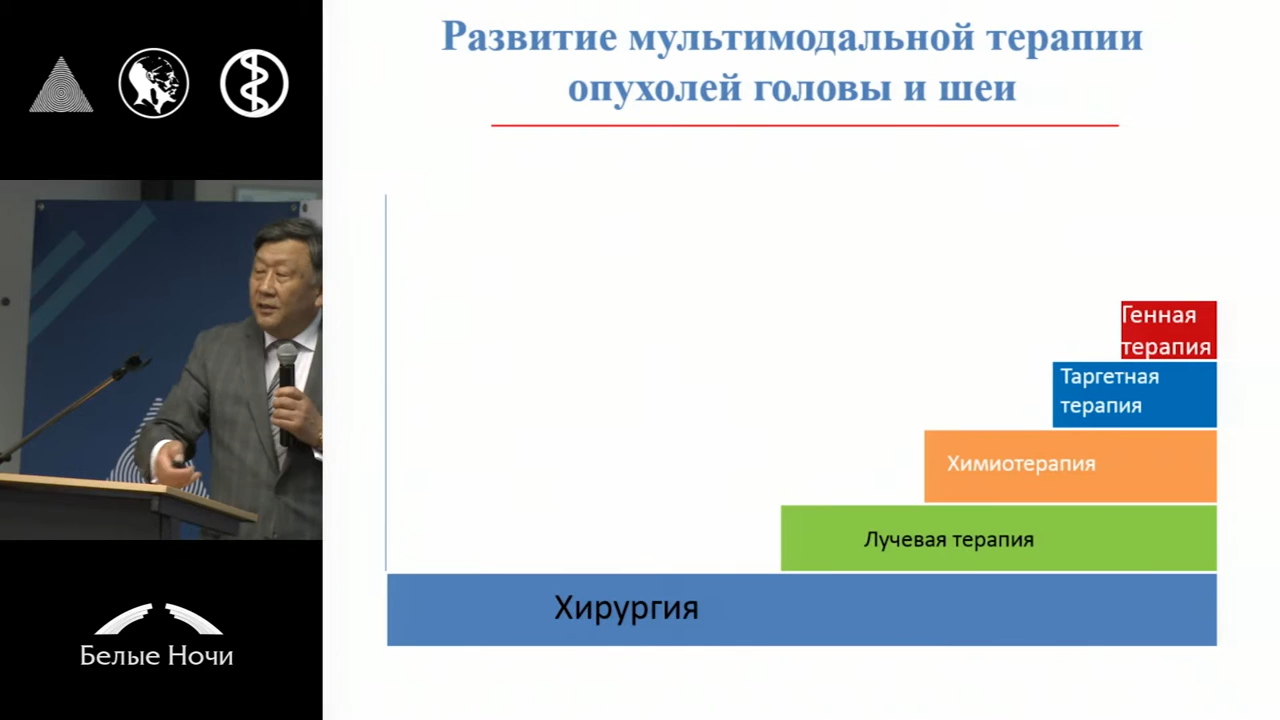 Развитие мультимодальной терапии
опухолей головы и шеи
Генная
терапия
Таргетная
терапия
Химиотерапия
Лучевая терапия
Хирургия
Белые Ночи